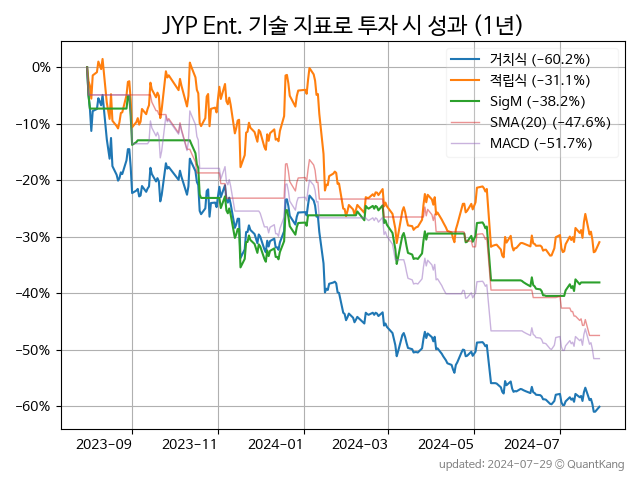 JYP Ent. 기술 지표로 투자 시 성과 (1년)
거치식 (−60.2%)
적립식 (−31.1%)
SigM (−38.2%)
SMA(20) (−47.6%)
MACD (−51.7%)
0%
−10%
−20%
−30%
−40%
−50%
−60%
2023−09 2023−11 2024−01 2024−03 2024−05 2024−07
updated: 2024-07-29 © QuantKang